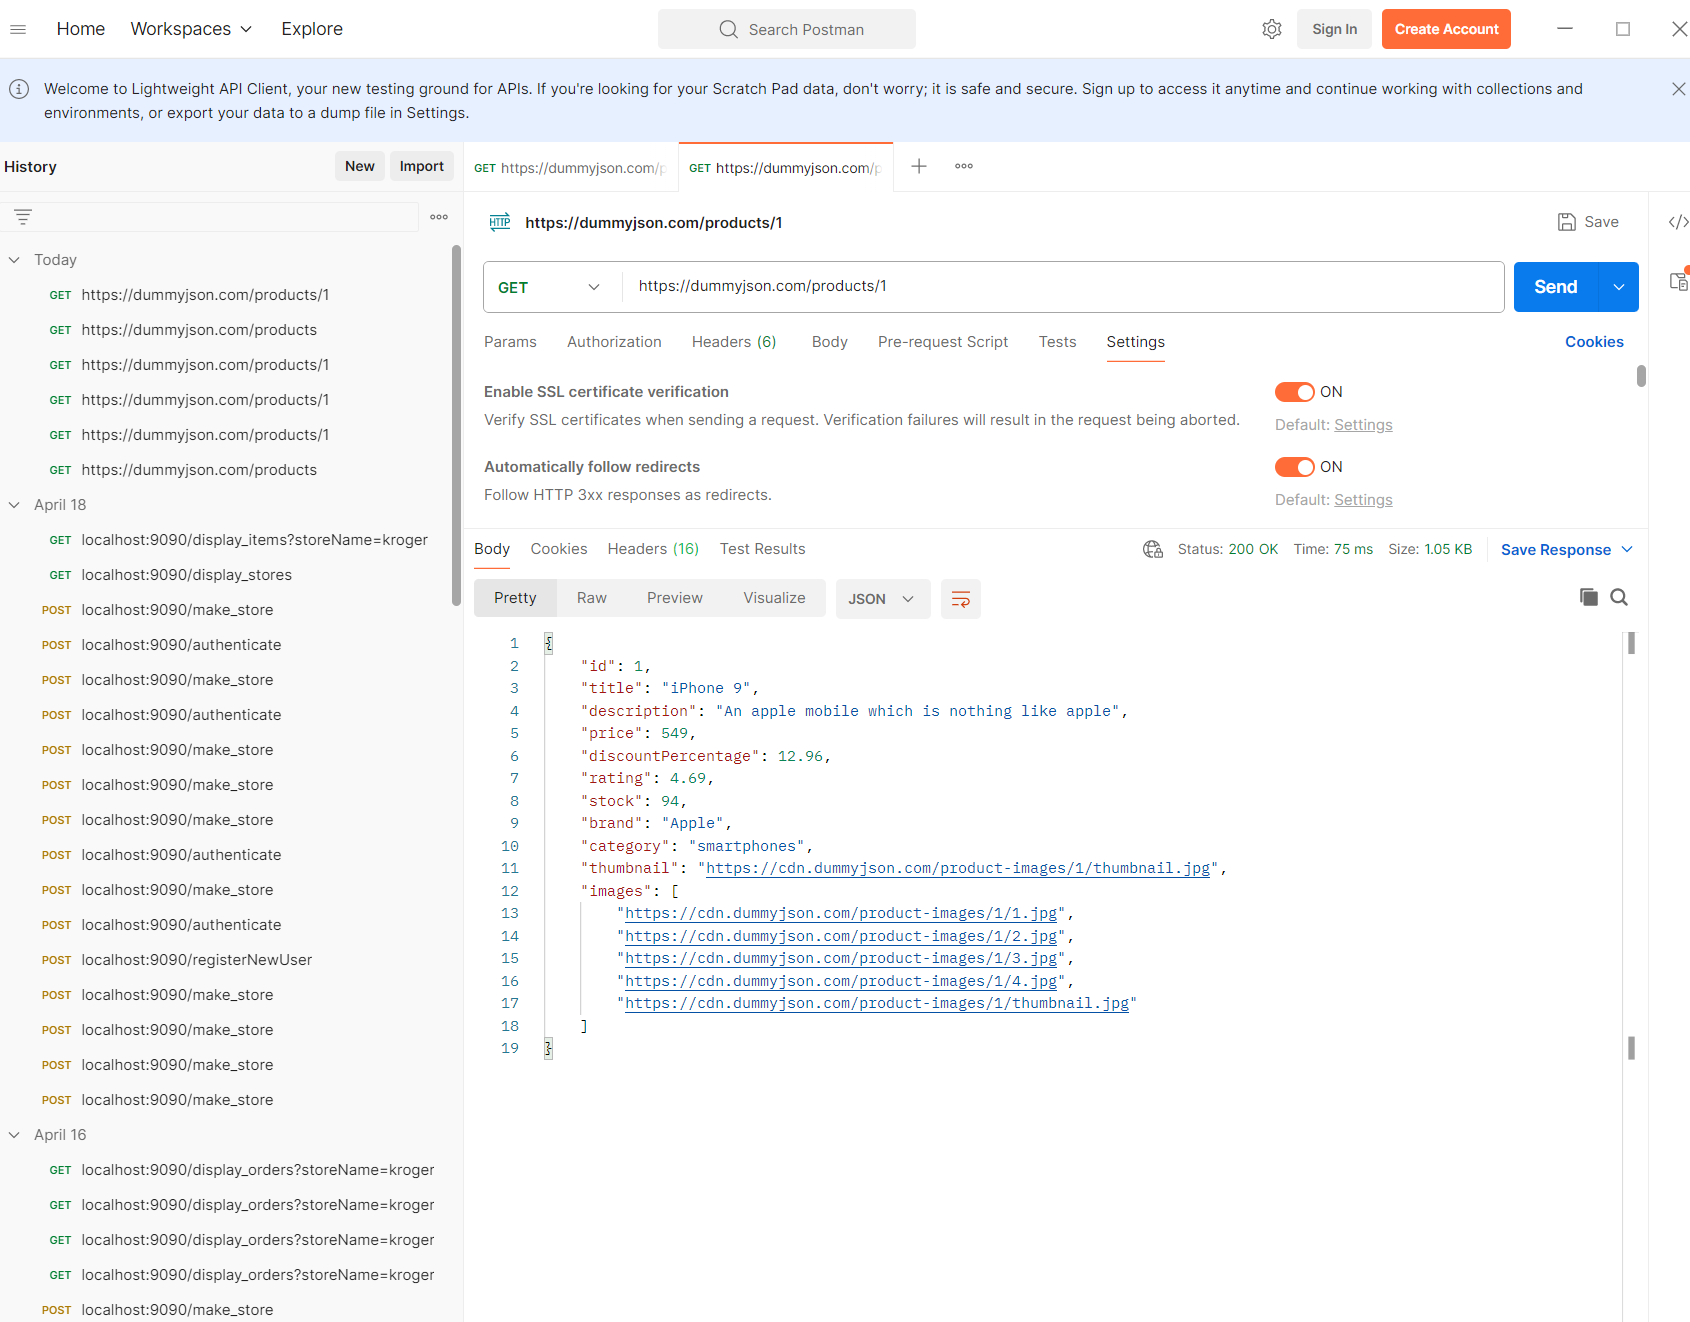 Home Workspaces Explore Search Postman Sign In Create Account
Welcome to Lightweight API Client, your new testing ground for APIs. If you're looking for your Scratch Pad data, don't worry; it is safe and secure. Sign up to access it anytime and continue working with collections and
environments, or export your data to a dump file in Settings.
History New Import
Today
GET https://dummyjson.com/products/1
GET https://dummyjson.com/products
GET https://dummyjson.com/products/1
GET https://dummyjson.com/products/1
GET https://dummyjson.com/products/1
GET https://dummyjson.com/products
April 18
GET localhost:9090/display_items?storeName=kroger
GET localhost:9090/display_stores
POST localhost:9090/make_store
POST localhost:9090/authenticate
POST localhost:9090/make_store
POST localhost:9090/authenticate
POST localhost:9090/make_store
POST localhost:9090/make_store
POST localhost:9090/make_store
POST localhost:9090/authenticate
POST localhost:9090/make_store
POST localhost:9090/authenticate
POST localhost:9090/registerNewUser
POST localhost:9090/make_store
POST localhost:9090/make_store
POST localhost:9090/make_store
POST localhost:9090/make_store
April 16
GET localhost:9090/display_orders?storeName=kroger
GET localhost:9090/display_orders?storeName=kroger
GET localhost:9090/display_orders?storeName=kroger
GET localhost:9090/display_orders?storeName=kroger
POST localhost:9090/make_store
GET https://dummyjson.com/p GET https://dummyjson.com/p
HTTP https://dummyjson.com/products/1 Save </>
GET https://dummyjson.com/products/1 Send
Params Authorization Headers (6) Body Pre-request Script Tests Settings Cookies
Enable SSL certificate verification ON
Verify SSL certificates when sending a request. Verification failures will result in the request being aborted. Default: Settings
Automatically follow redirects ON
Follow HTTP 3xx responses as redirects. Default: Settings
Body Cookies Headers (16) Test Results Status: 200 OK Time: 75 ms Size: 1.05 KB Save Response
Pretty Raw Preview Visualize JSON
1 {
2 "id": 1,
3 "title": "iPhone 9",
4 "description": "An apple mobile which is nothing like apple",
5 "price": 549,
6 "discountPercentage": 12.96,
7 "rating": 4.69,
8 "stock": 94,
9 "brand": "Apple",
10 "category": "smartphones",
11 "thumbnail": "https://cdn.dummyjson.com/product-images/1/thumbnail.jpg",
12 "images": [
13 "https://cdn.dummyjson.com/product-images/1/1.jpg",
14 "https://cdn.dummyjson.com/product-images/1/2.jpg",
15 "https://cdn.dummyjson.com/product-images/1/3.jpg",
16 "https://cdn.dummyjson.com/product-images/1/4.jpg",
17 "https://cdn.dummyjson.com/product-images/1/thumbnail.jpg"
18 ]
19 }